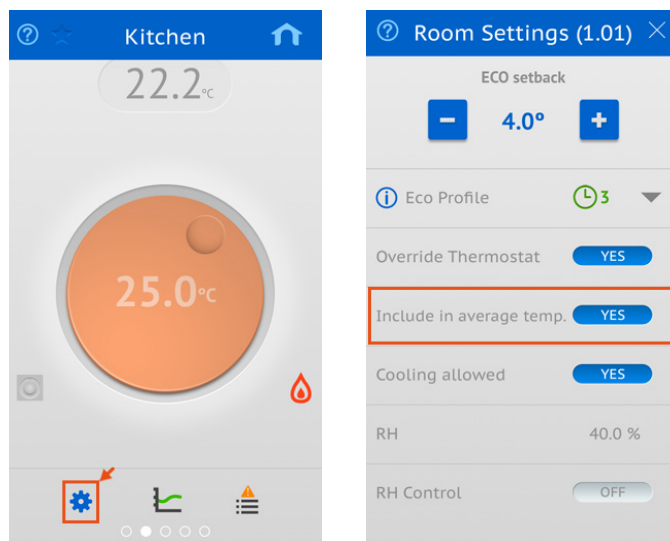 Kitchen
22.2°C
25.0°C
Room Settings (1.01)
ECO setback
- 4.0° +
Eco Profile 3
Override Thermostat YES
Include in average temp. YES
Cooling allowed YES
RH 40.0 %
RH Control OFF